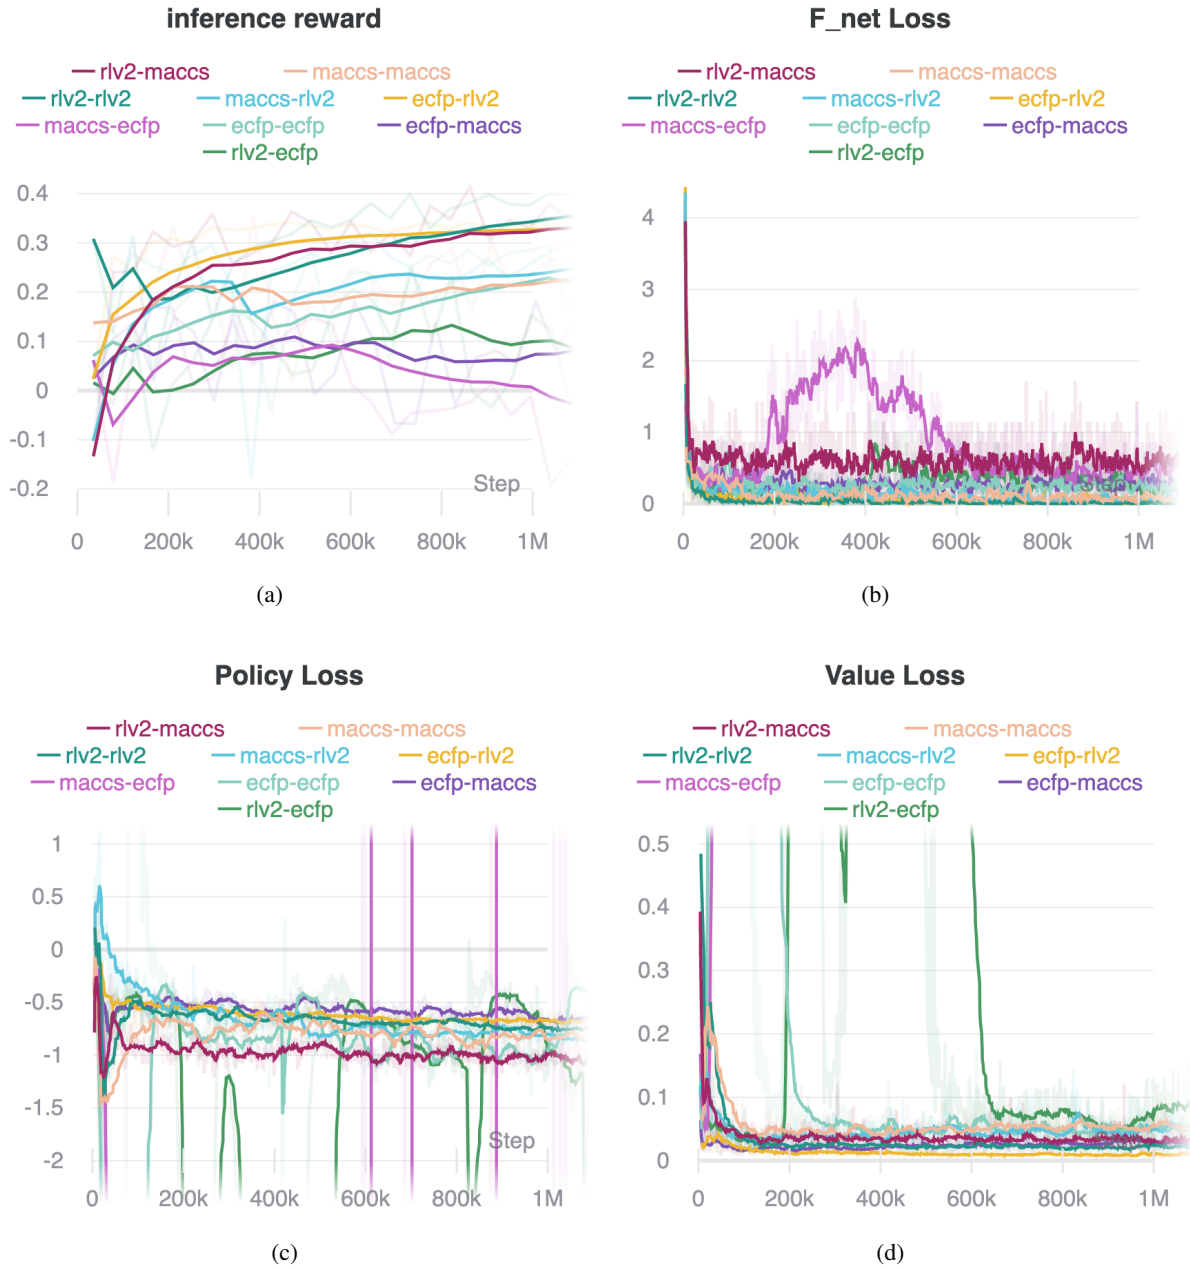 inference reward
rlv2-maccs maccs-maccs
rlv2-rlv2 maccs-rlv2 ecfp-rlv2
maccs-ecfp ecfp-ecfp ecfp-maccs
rlv2-ecfp
0.4
0.3
0.2
0.1
0
-0.1
-0.2
Step
0 200k 400k 600k 800k 1M
(a)
F_net Loss
rlv2-maccs maccs-maccs
rlv2-rlv2 maccs-rlv2 ecfp-rlv2
maccs-ecfp ecfp-ecfp ecfp-maccs
rlv2-ecfp
4
3
2
1
0
Step
0 200k 400k 600k 800k 1M
(b)
Policy Loss
rlv2-maccs maccs-maccs
rlv2-rlv2 maccs-rlv2 ecfp-rlv2
maccs-ecfp ecfp-ecfp ecfp-maccs
rlv2-ecfp
1
0.5
0
-0.5
-1
-1.5
-2
Step
0 200k 400k 600k 800k 1M
(c)
Value Loss
rlv2-maccs maccs-maccs
rlv2-rlv2 maccs-rlv2 ecfp-rlv2
maccs-ecfp ecfp-ecfp ecfp-maccs
rlv2-ecfp
0.5
0.4
0.3
0.2
0.1
0
0 200k 400k 600k 800k 1M
(d)